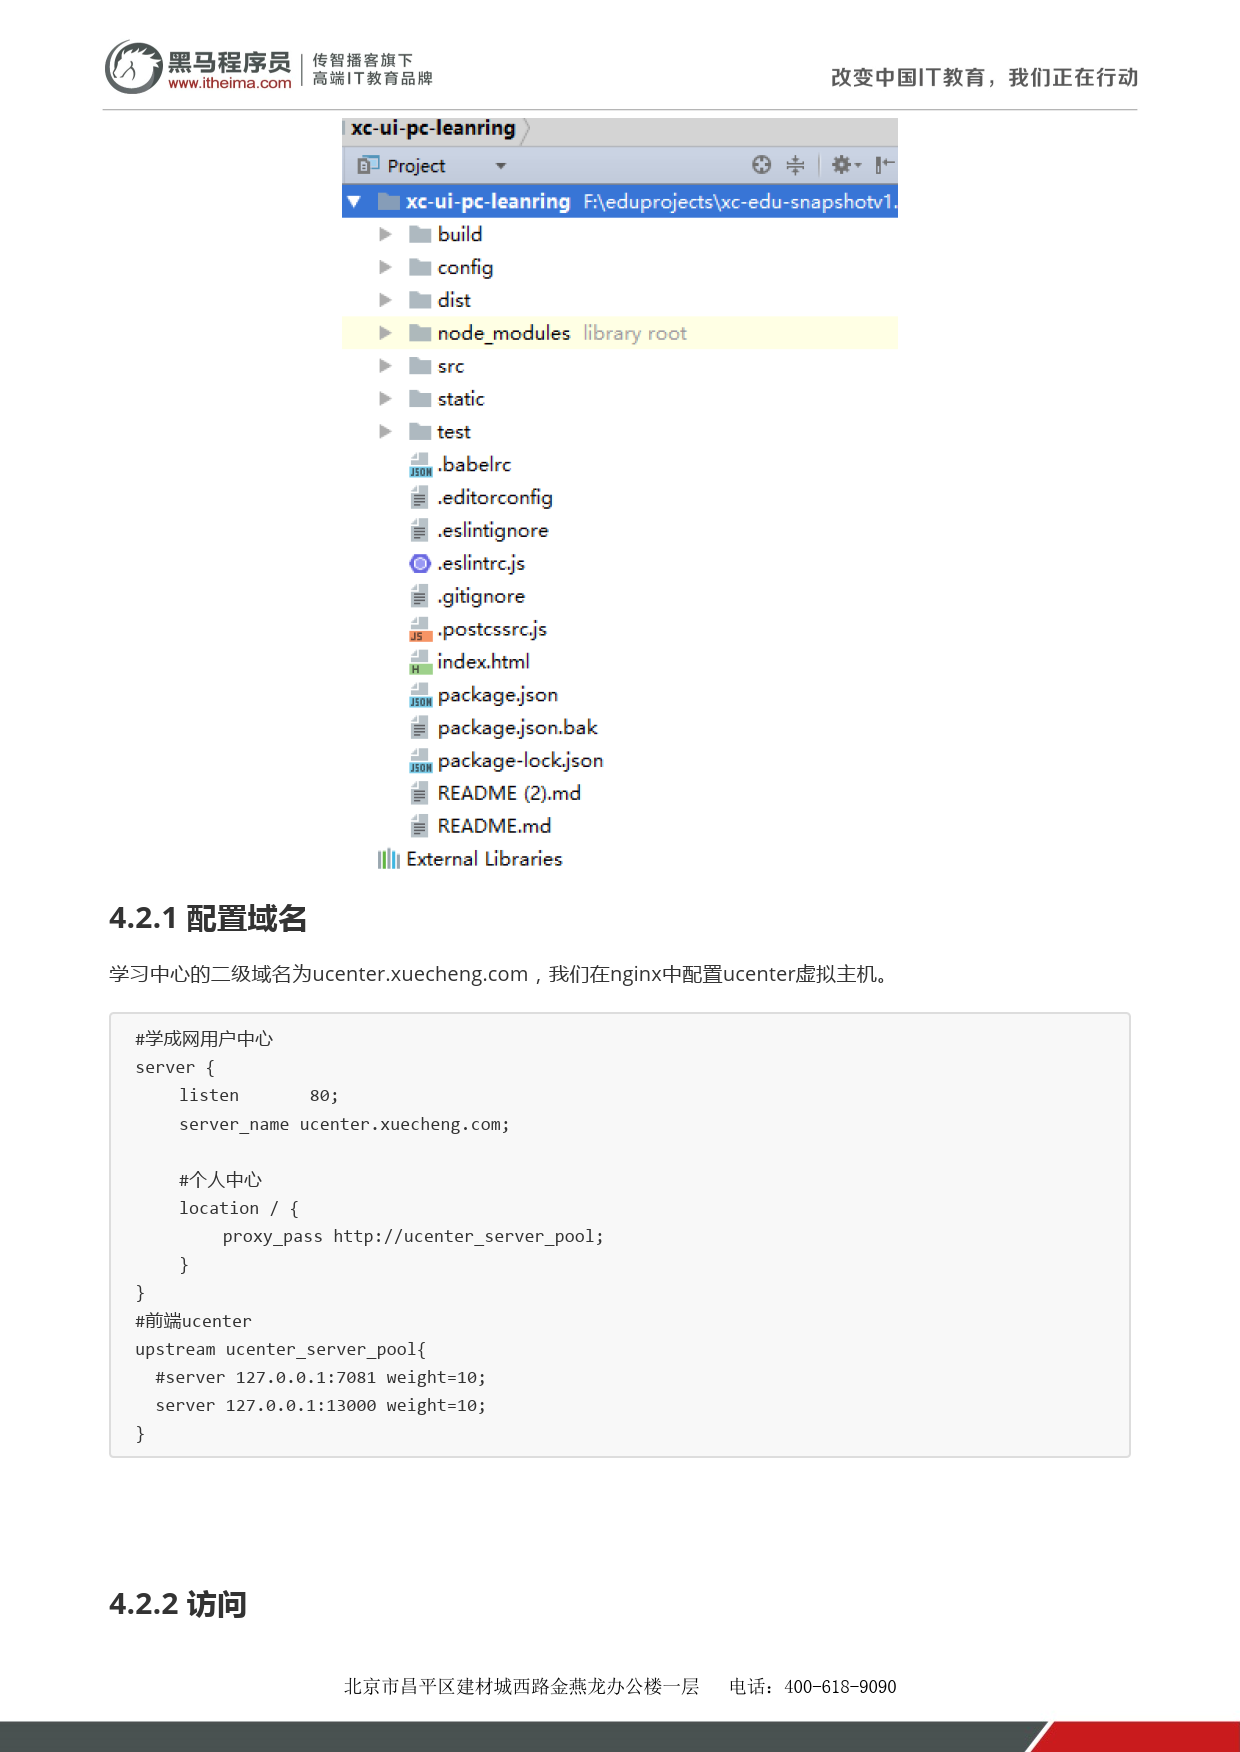 黑马程序员
www.itheima.com
传智播客旗下
高端IT教育品牌
改变中国IT教育，我们正在行动
xc-ui-pc-leanring
Project
xc-ui-pc-leanring F:\eduprojects\xc-edu-snapshotv1.
build
config
dist
node_modules library root
src
static
test
.babelrc
.editorconfig
.eslintignore
.eslintrc.js
.gitignore
.postcssrc.js
index.html
package.json
package.json.bak
package-lock.json
README (2).md
README.md
External Libraries
4.2.1 配置域名
学习中心的二级域名为ucenter.xuecheng.com，我们在nginx中配置ucenter虚拟主机。
#学成网用户中心
server {
listen 80;
server_name ucenter.xuecheng.com;
#个人中心
location / {
proxy_pass http://ucenter_server_pool;
}
}
#前端ucenter
upstream ucenter_server_pool{
#server 127.0.0.1:7081 weight=10;
server 127.0.0.1:13000 weight=10;
}
4.2.2 访问
北京市昌平区建材城西路金燕龙办公楼一层 电话：400-618-9090